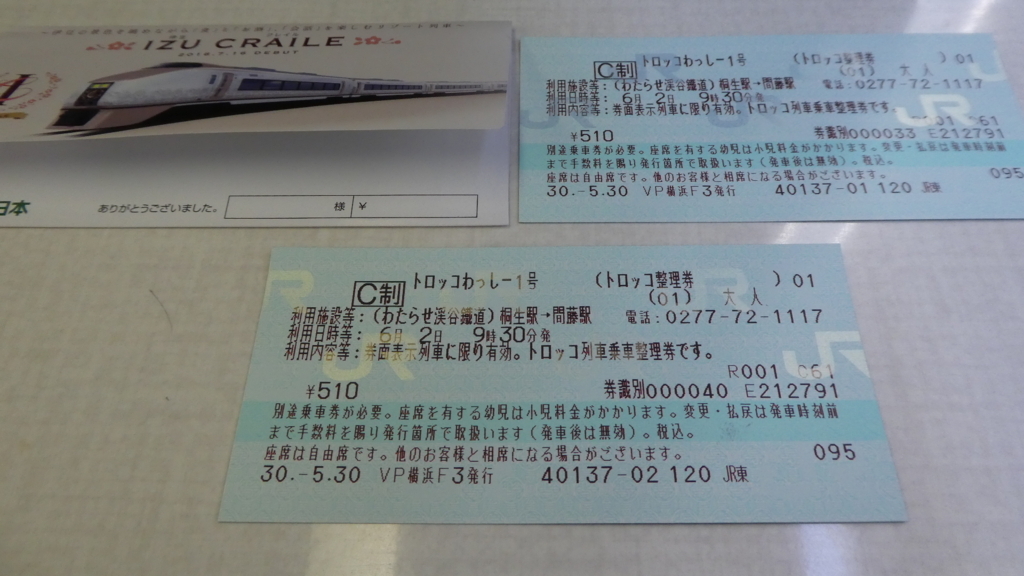 IZU CRAILE
2016.7.16 DEBUT
日本
ありがとうございました。
様 ¥
トロッコわっしー1号 (トロッコ整理券 ) 01
C制 (01) 大人
利用施設等:(わたらせ渓谷鐵道)桐生駅→間藤駅 電話:0277-72-1117
利用日時等: 6月 2日 9時30分発
利用内容等:券面表示列車に限り有効。トロッコ列車乗車整理券です。
R001 061
¥510 券識別000033 E212791
別途乗車券が必要。座席を有する幼児は小児料金がかかります。変更・払戻は発車時刻前
まで手数料を賜り発行箇所で取扱います(発車後は無効)。税込。
座席は自由席です。他のお客様と相席になる場合がございます。 095
30.-5.30 VP横浜F3発行 40137-01 120 JR東
トロッコわっしー1号 (トロッコ整理券 ) 01
C制 (01) 大人
利用施設等:(わたらせ渓谷鐵道)桐生駅→間藤駅 電話:0277-72-1117
利用日時等: 6月 2日 9時30分発
利用内容等:券面表示列車に限り有効。トロッコ列車乗車整理券です。
R001 061
¥510 券識別000040 E212791
別途乗車券が必要。座席を有する幼児は小児料金がかかります。変更・払戻は発車時刻前
まで手数料を賜り発行箇所で取扱います(発車後は無効)。税込。
座席は自由席です。他のお客様と相席になる場合がございます。 095
30.-5.30 VP横浜F3発行 40137-02 120 JR東